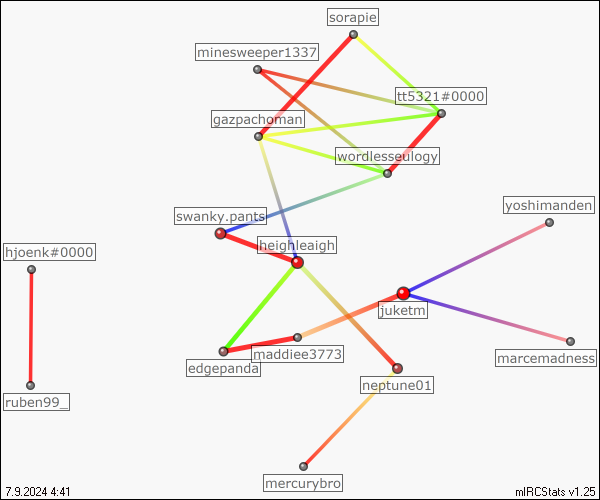 sorapie
minesweeper1337
tt5321#0000
gazpachoman
wordlesseulogy
yoshimanden
swanky.pants
heighleaigh
hjoenk#0000
juketm
maddiee3773
marcemadness
edgepanda
neptune01
ruben99_
mercurybro
7.9.2024 4:41
mIRCStats v1.25